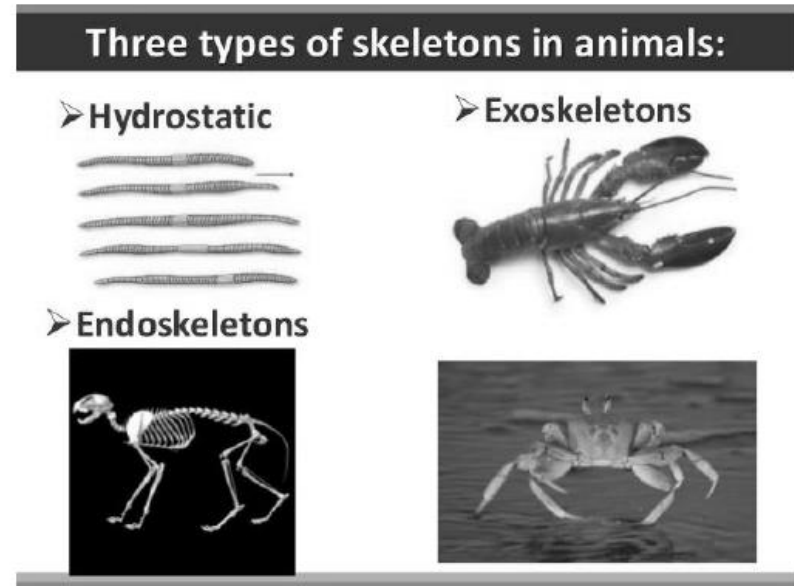 Three types of skeletons in animals:
➢Hydrostatic
➢Exoskeletons
➢Endoskeletons